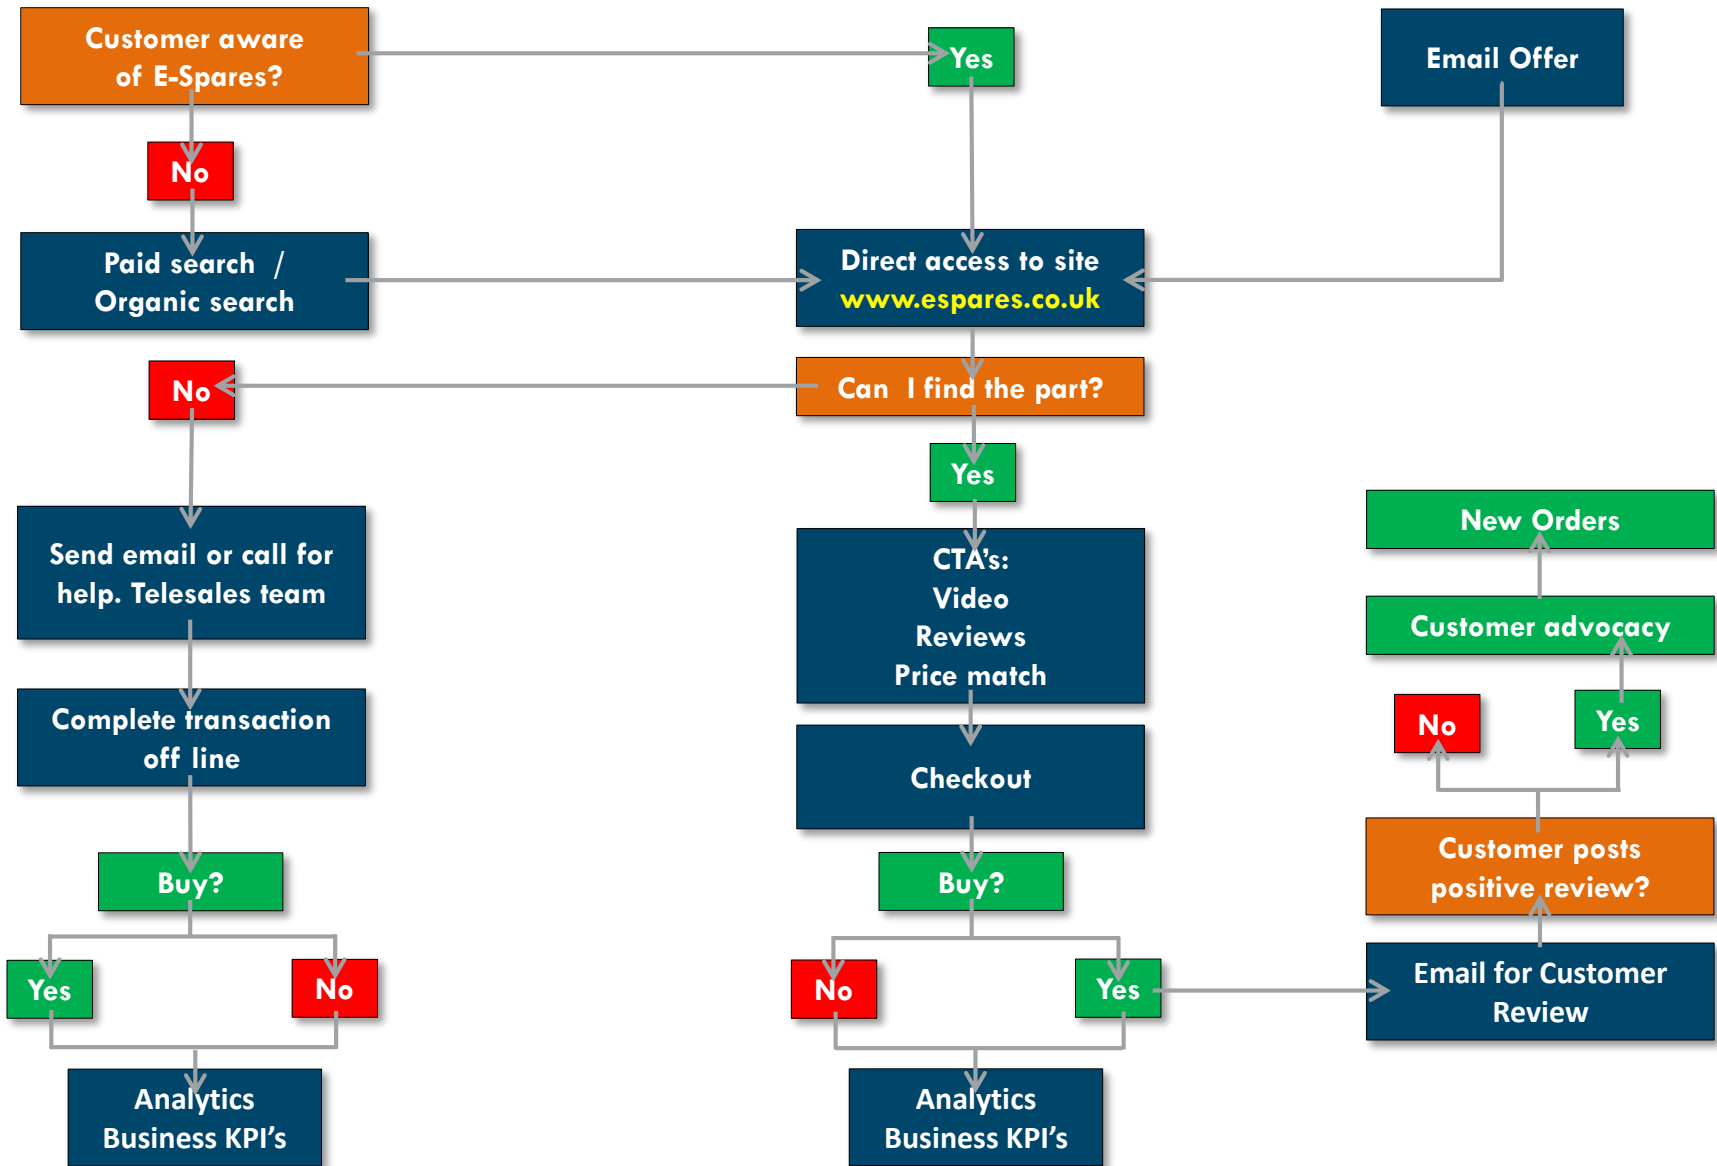 Customer aware
of E-Spares?
Yes
Email Offer
No
Paid search /
Organic search
Direct access to site
www.espares.co.uk
No
Can I find the part?
Yes
Send email or call for
help. Telesales team
CTA's:
Video
Reviews
Price match
New Orders
Customer advocacy
No
Yes
Complete transaction
off line
Checkout
Customer posts
positive review?
Buy?
Buy?
Yes
No
No
Yes
Email for Customer
Review
Analytics
Business KPI's
Analytics
Business KPI's